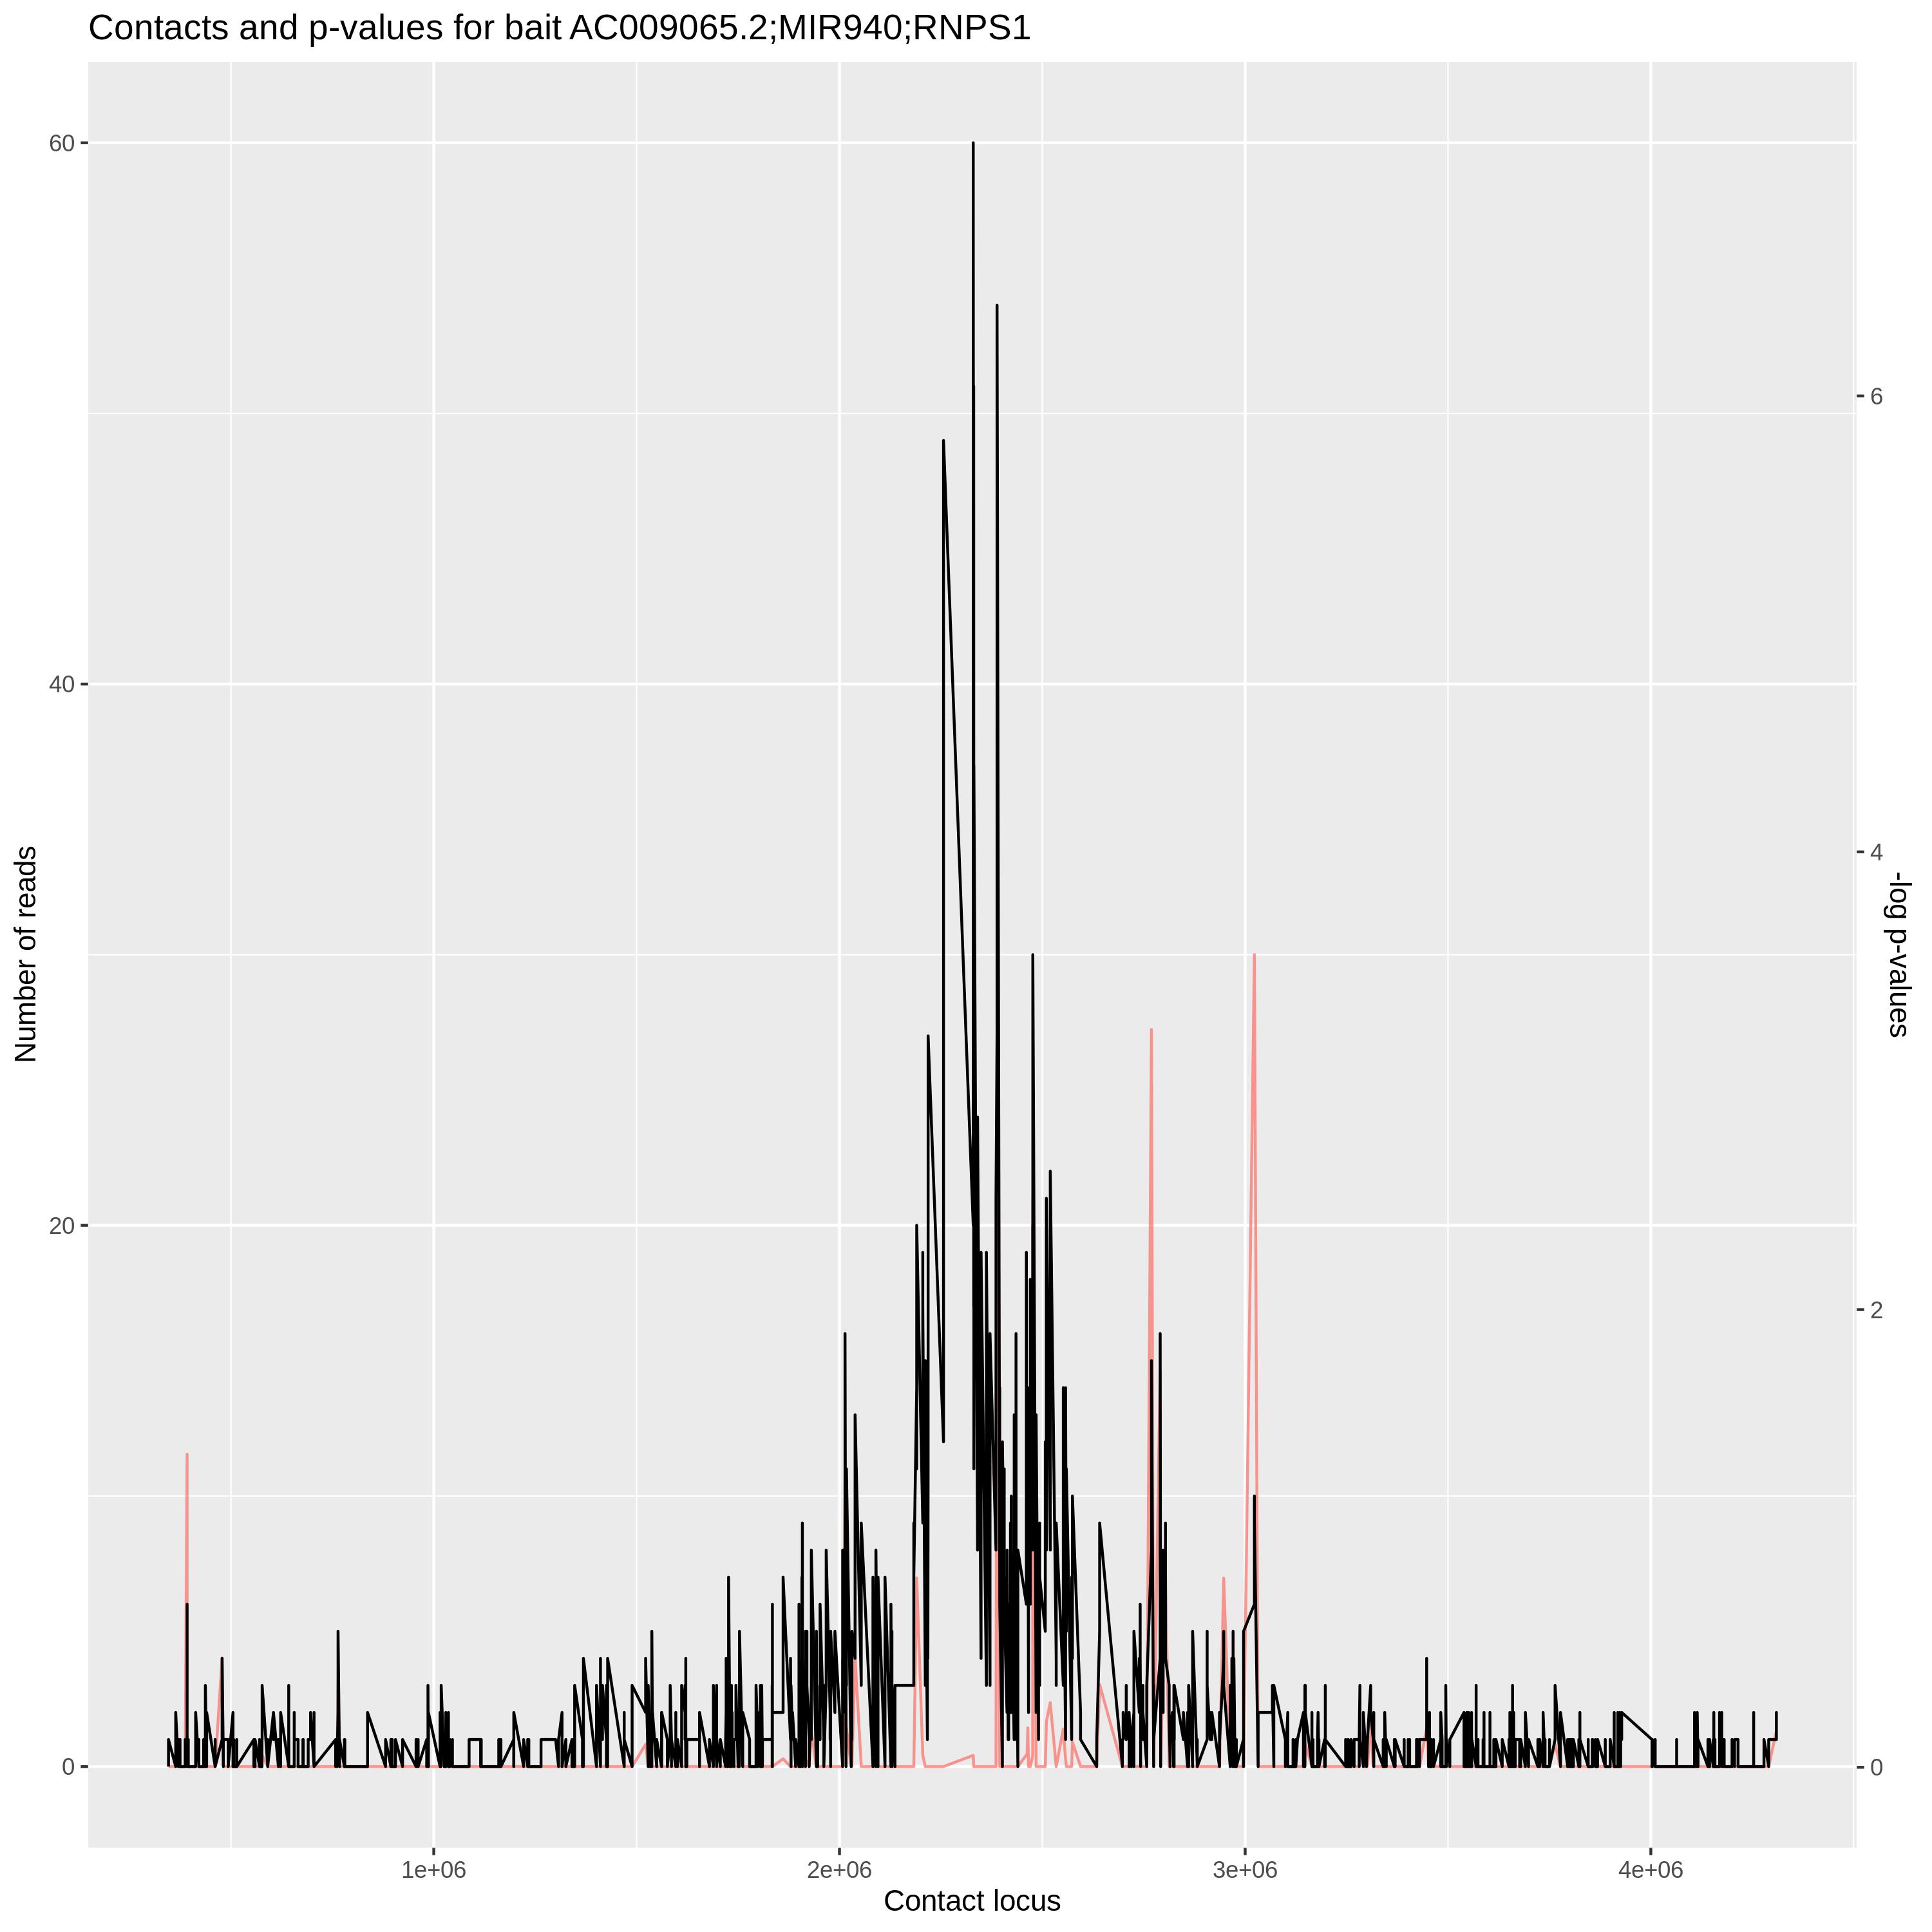 Contacts and p-values for bait AC009065.2;MIR940;RNPS1
60
40
20
0
Number of reads
6
4
2
0
-log p-values
1e+06
2e+06
3e+06
4e+06
Contact locus